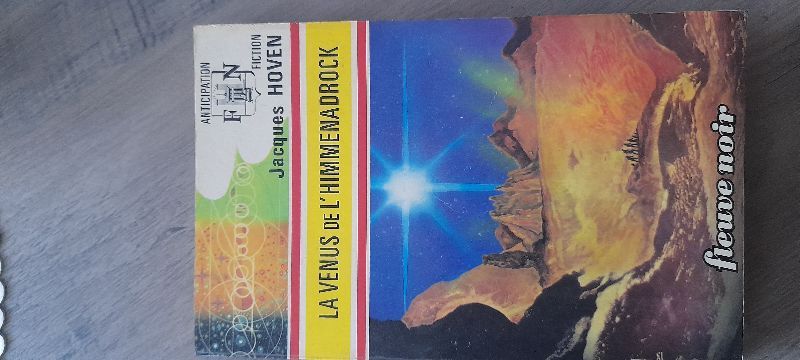 ANTICIPATION
FN
FICTION
Jacques HOVEN
LA VENUS DE L'HIMMENADROCK
fleuve noir